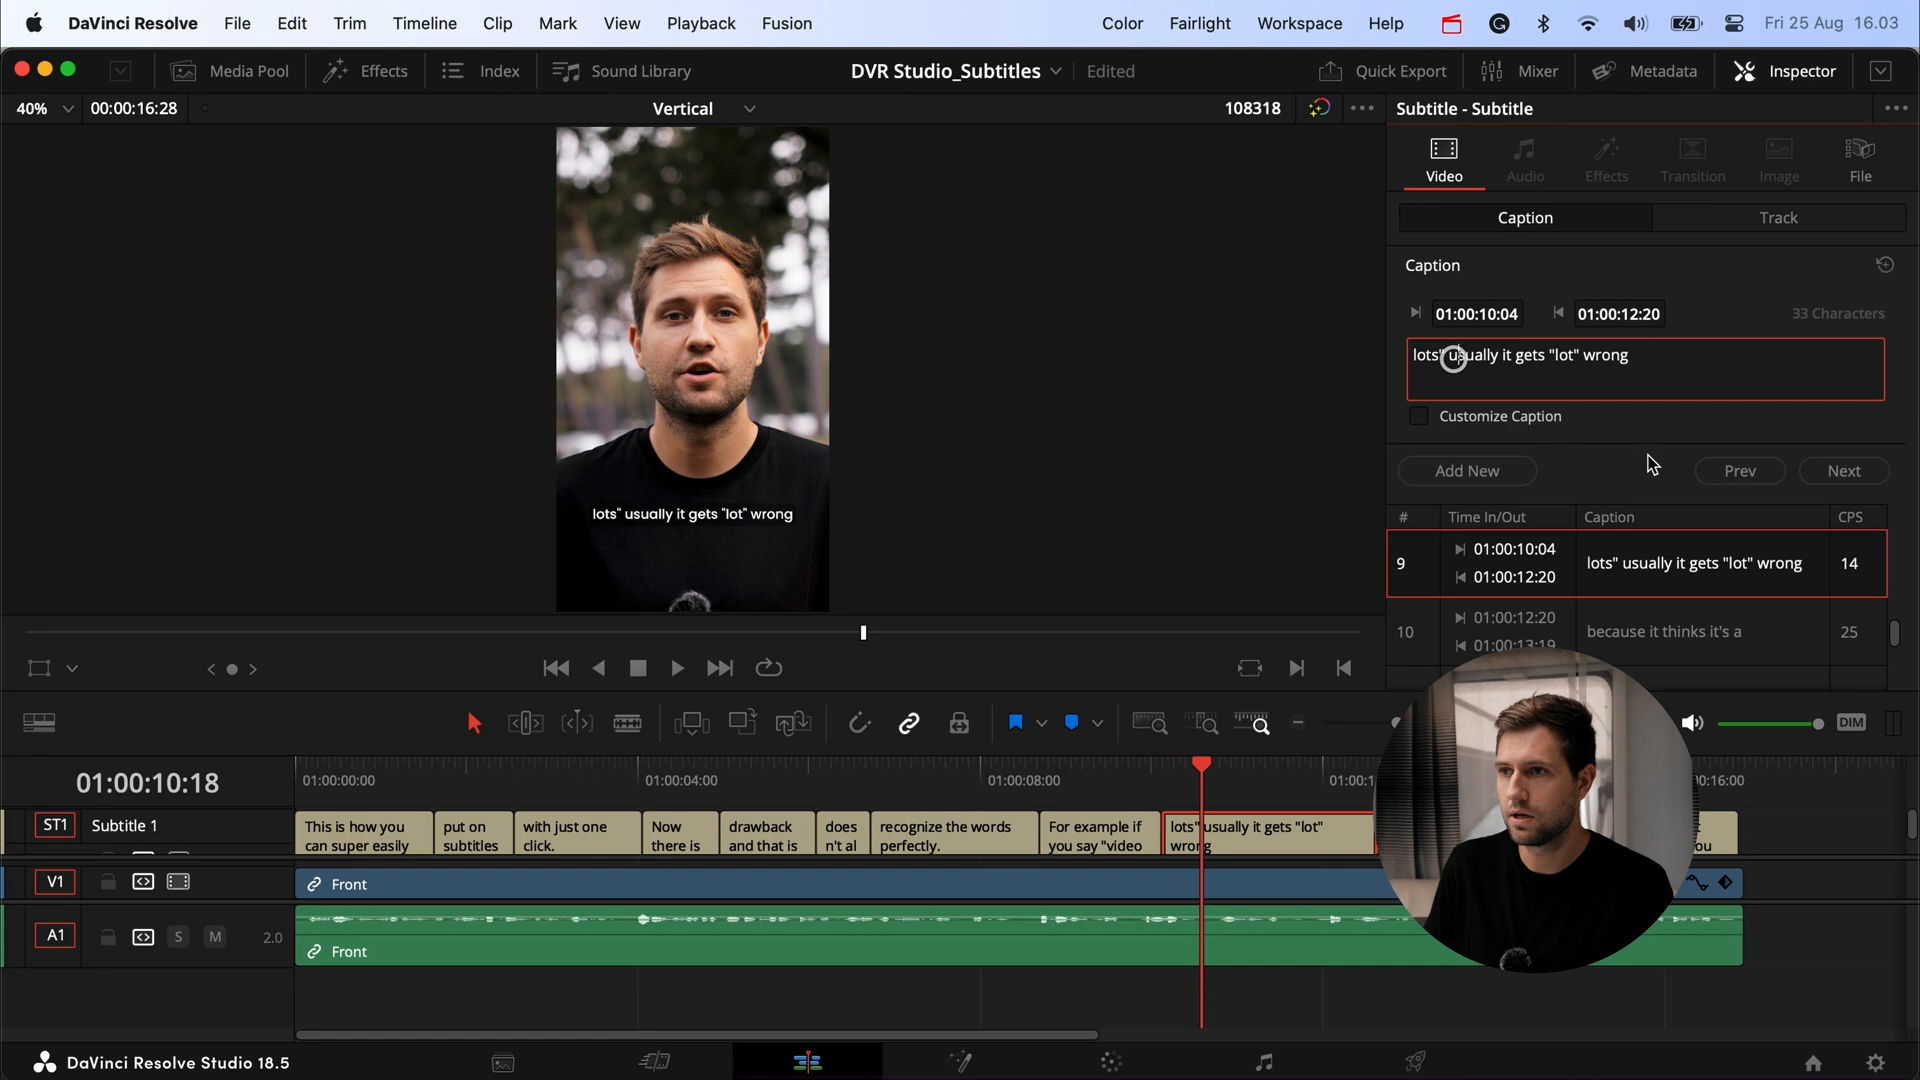 DaVinci Resolve File Edit Trim Timeline Clip Mark View Playback Fusion Color Fairlight Workspace Help Fri 25 Aug 16.03
Media Pool Effects Index Sound Library DVR Studio_Subtitles Edited Quick Export Mixer Metadata Inspector
40% 00:00:16:28 Vertical 108318 Subtitle - Subtitle
Video Audio Effects Transition Image File
Caption Track
Caption
01:00:10:04 01:00:12:20 33 Characters
lots" usually it gets "lot" wrong
Customize Caption
Add New Prev Next
# Time In/Out Caption CPS
9 01:00:10:04 lots" usually it gets "lot" wrong 14
01:00:12:20
10 01:00:12:20 because it thinks it's a 25
01:00:13:19
lots" usually it gets "lot" wrong
DIM
01:00:10:18
01:00:00:00 01:00:04:00 01:00:08:00
ST1 Subtitle 1
This is how you
can super easily
put on
subtitles
with just one
click.
Now
there is
drawback
and that is
does
n't al
recognize the words
perfectly.
For example if
you say "video
lots" usually it gets "lot"
wrong
V1 Front
A1 S M 2.0
Front
DaVinci Resolve Studio 18.5